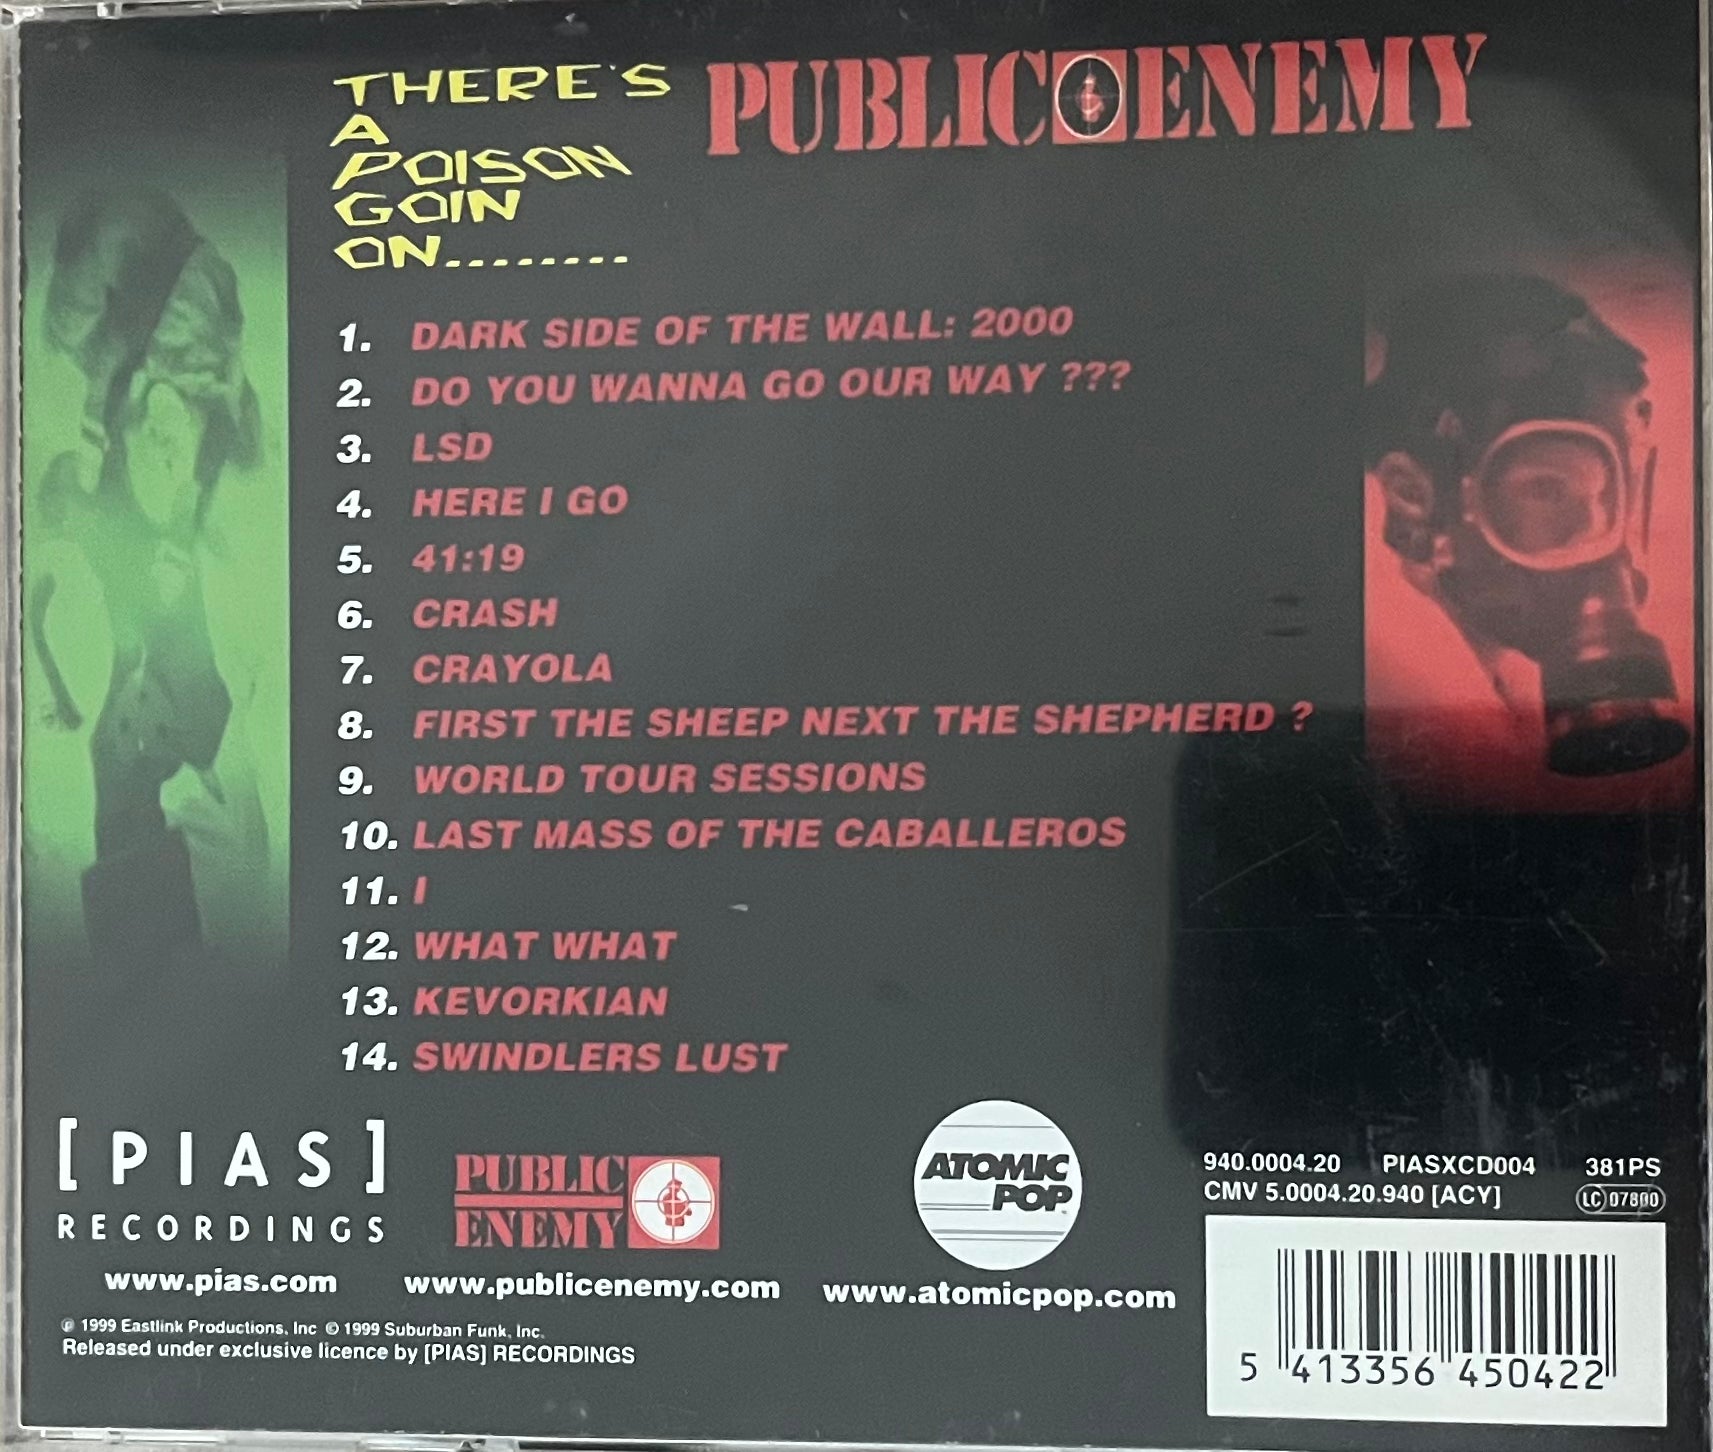 THERE'S
A
POISON
GOIN
ON........
PUBLIC ENEMY
1. DARK SIDE OF THE WALL: 2000
2. DO YOU WANNA GO OUR WAY ???
3. LSD
4. HERE I GO
5. 41:19
6. CRASH
7. CRAYOLA
8. FIRST THE SHEEP NEXT THE SHEPHERD ?
9. WORLD TOUR SESSIONS
10. LAST MASS OF THE CABALLEROS
11. I
12. WHAT WHAT
13. KEVORKIAN
14. SWINDLERS LUST
[PIAS]
RECORDINGS
www.pias.com
PUBLIC
ENEMY
www.publicenemy.com
ATOMIC
POP
www.atomicpop.com
℗ 1999 Eastlink Productions, Inc © 1999 Suburban Funk, Inc.
Released under exclusive licence by [PIAS] RECORDINGS
940.0004.20 PIASXCD004 381PS
CMV 5.0004.20.940 [ACY] LC 07800
5 413356 450422